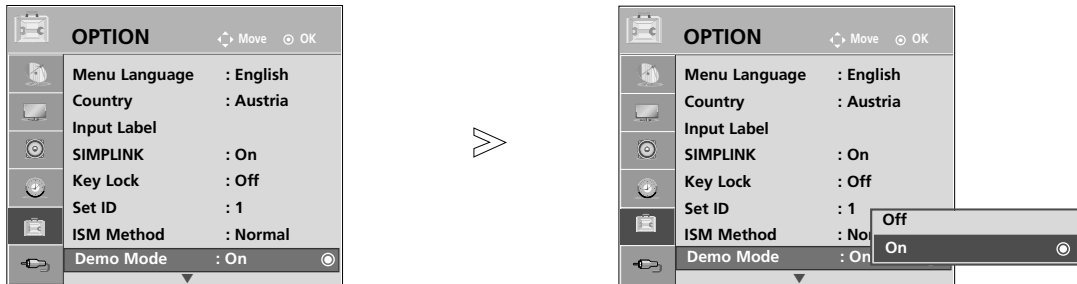 OPTION Move OK
Menu Language : English
Country : Austria
Input Label
SIMPLINK : On
Key Lock : Off
Set ID : 1
ISM Method : Normal
Demo Mode : On
OPTION Move OK
Menu Language : English
Country : Austria
Input Label
SIMPLINK : On
Key Lock : Off
Set ID : 1
ISM Method : No
Demo Mode : On
Off
On